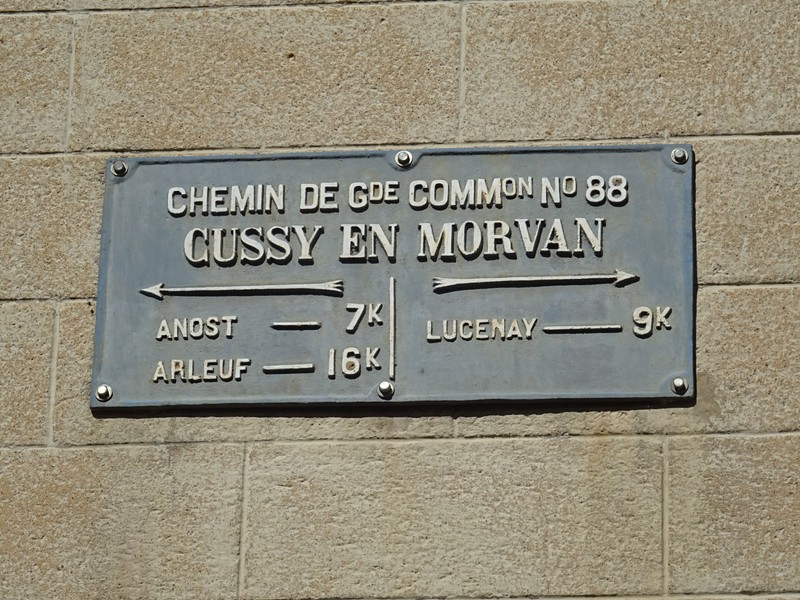 CHEMIN DE GDE COMMON NO 88
CUSSY EN MORVAN
ANOST — 7K
ARLEUF — 16K
LUCENAY — 9K